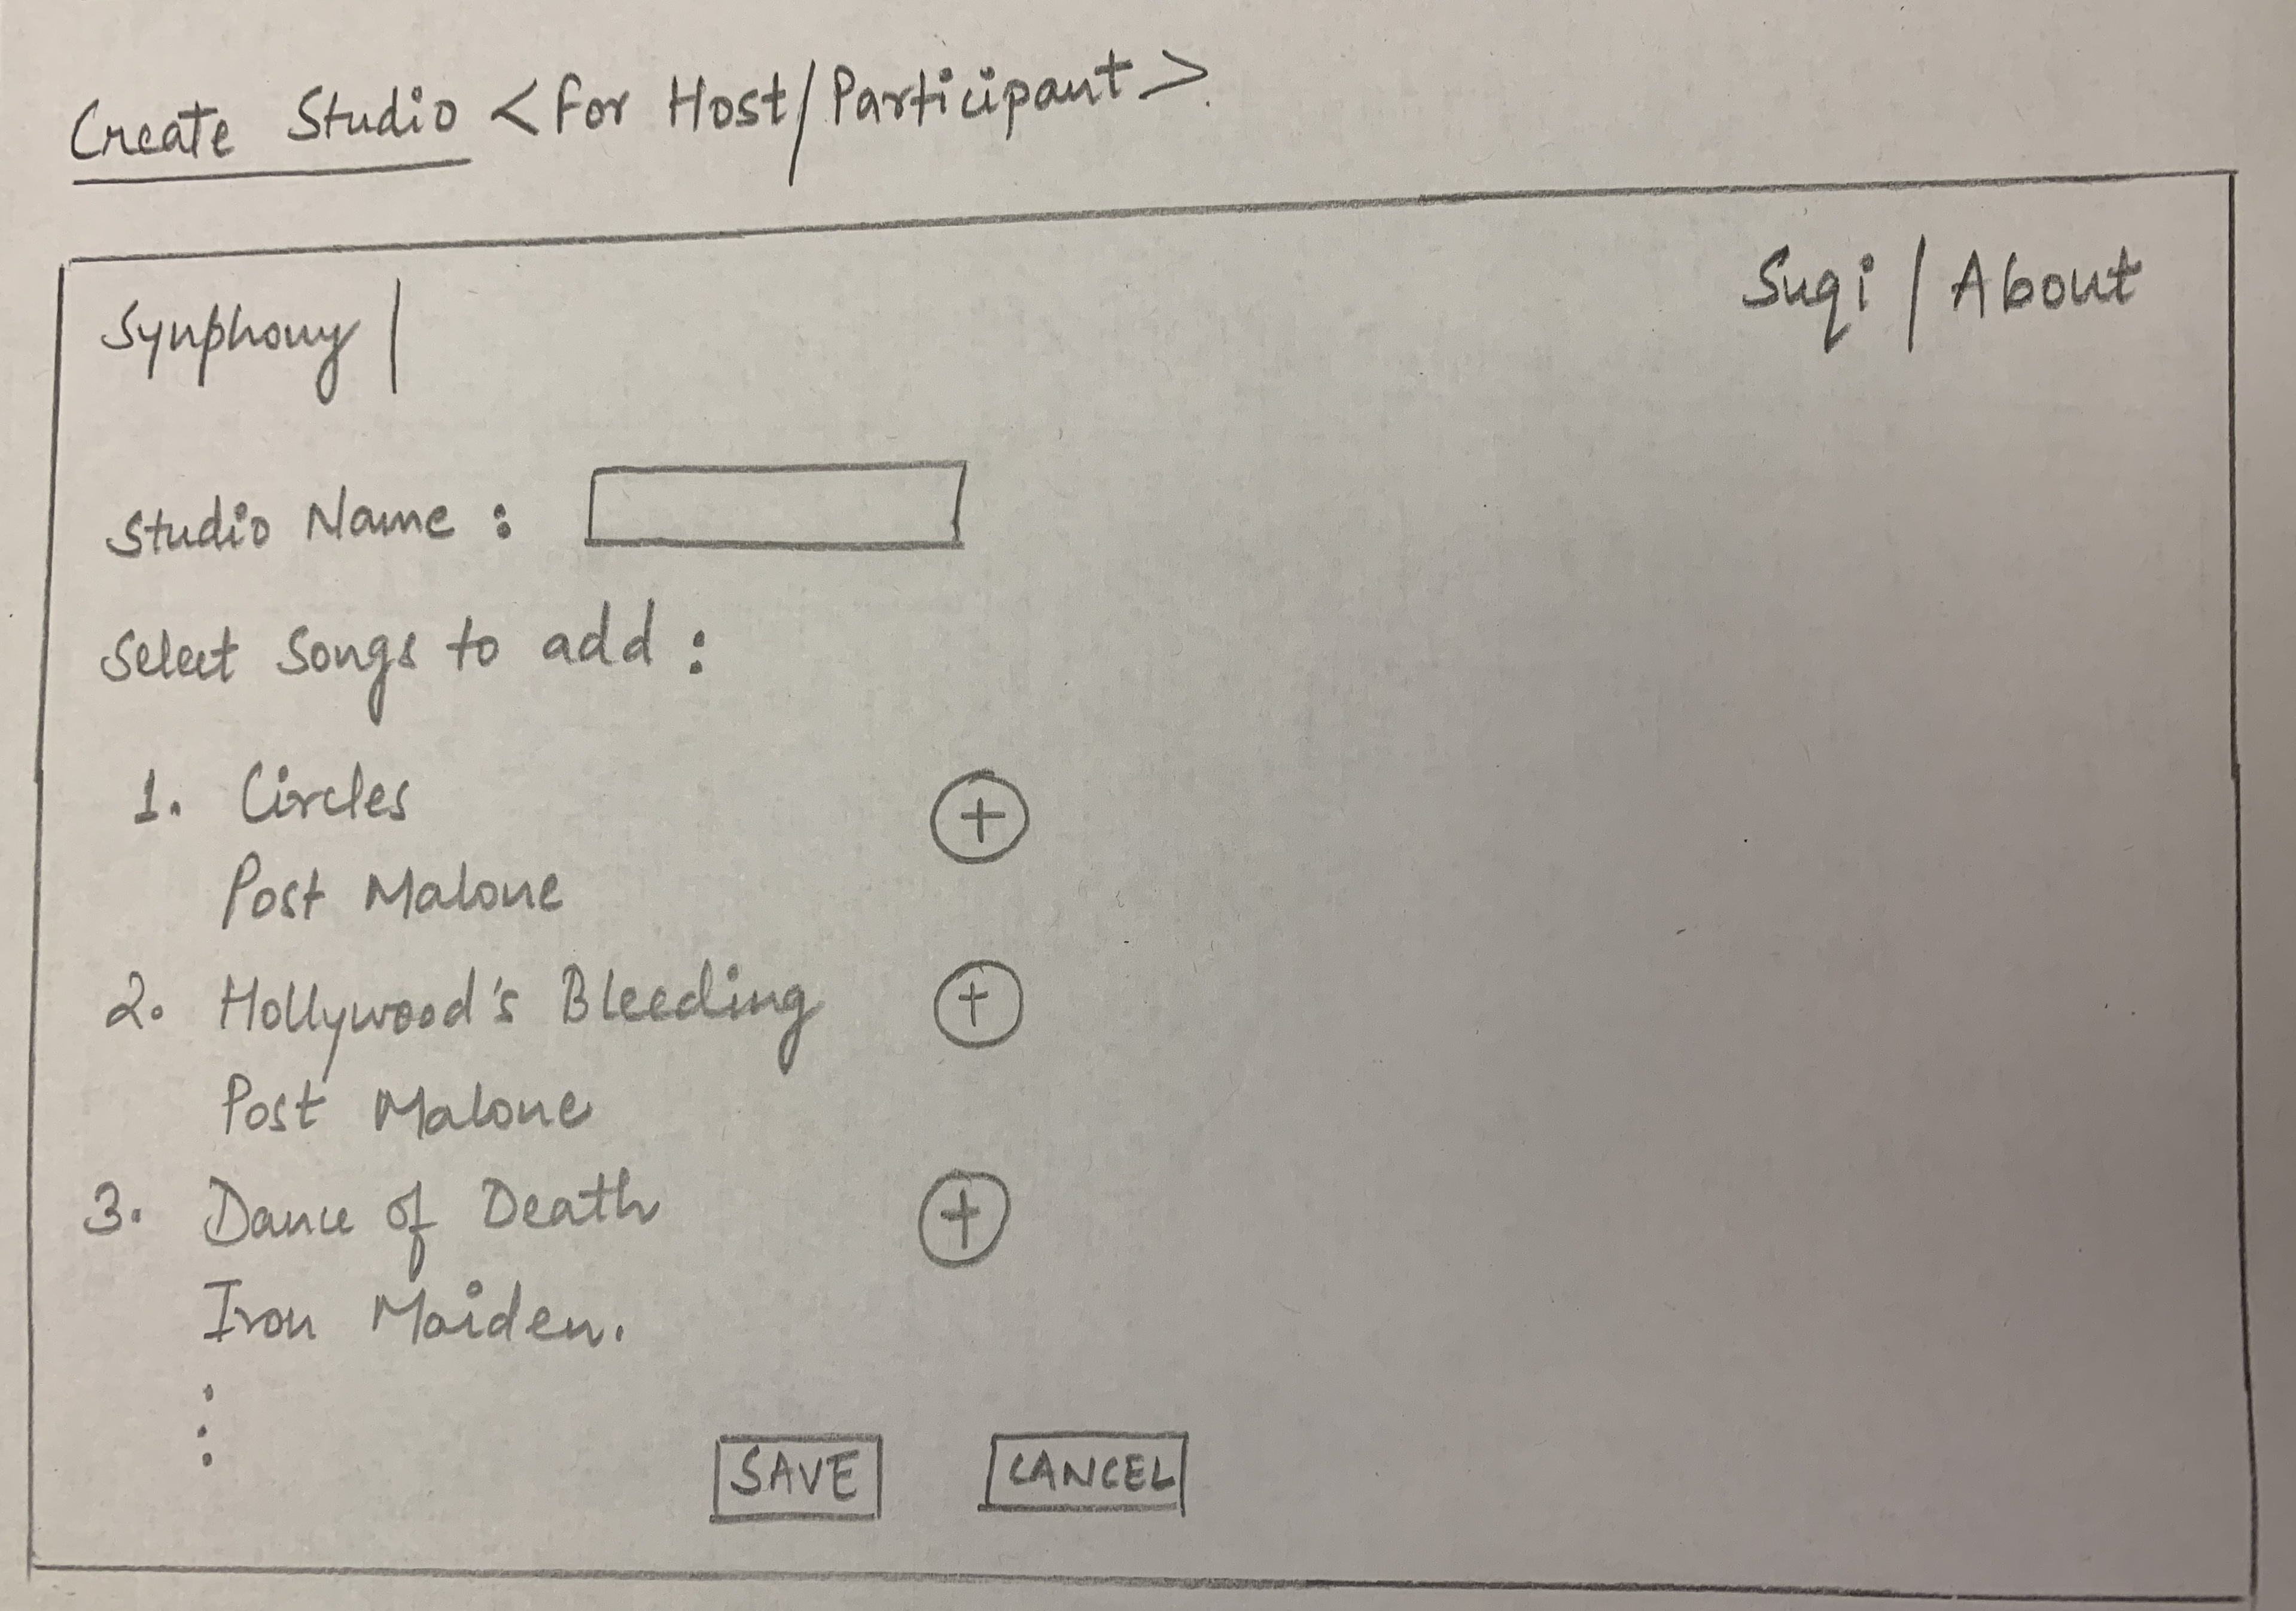 Create Studio <For Host/Participant>.
Synphony | Suqi / About
Studio Name :
Select Songs to add :
1. Circles +
Post Malone
2. Hollywood's Bleeding +
Post Malone
3. Dance of Death +
Iron Maiden.
SAVE CANCEL